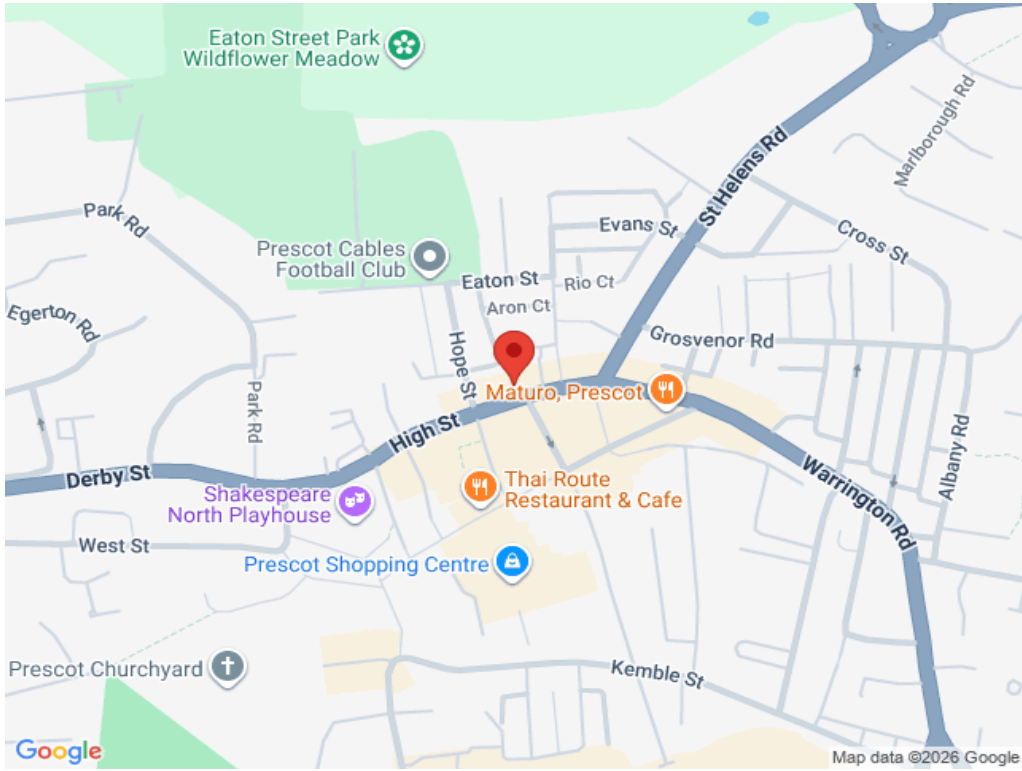 Eaton Street Park
Wildflower Meadow
Marlborough Rd
St Helens Rd
Park Rd
Evans St
Cross St
Prescot Cables
Football Club
Eaton St
Rio Ct
Aron Ct
Egerton Rd
Hope St
Grosvenor Rd
Maturo, Prescot
Park Rd
High St
Albany Rd
Derby St
Thai Route
Restaurant & Cafe
Shakespeare
North Playhouse
Warrington Rd
West St
Prescot Shopping Centre
Prescot Churchyard
Kemble St
Google
Map data ©2026 Google